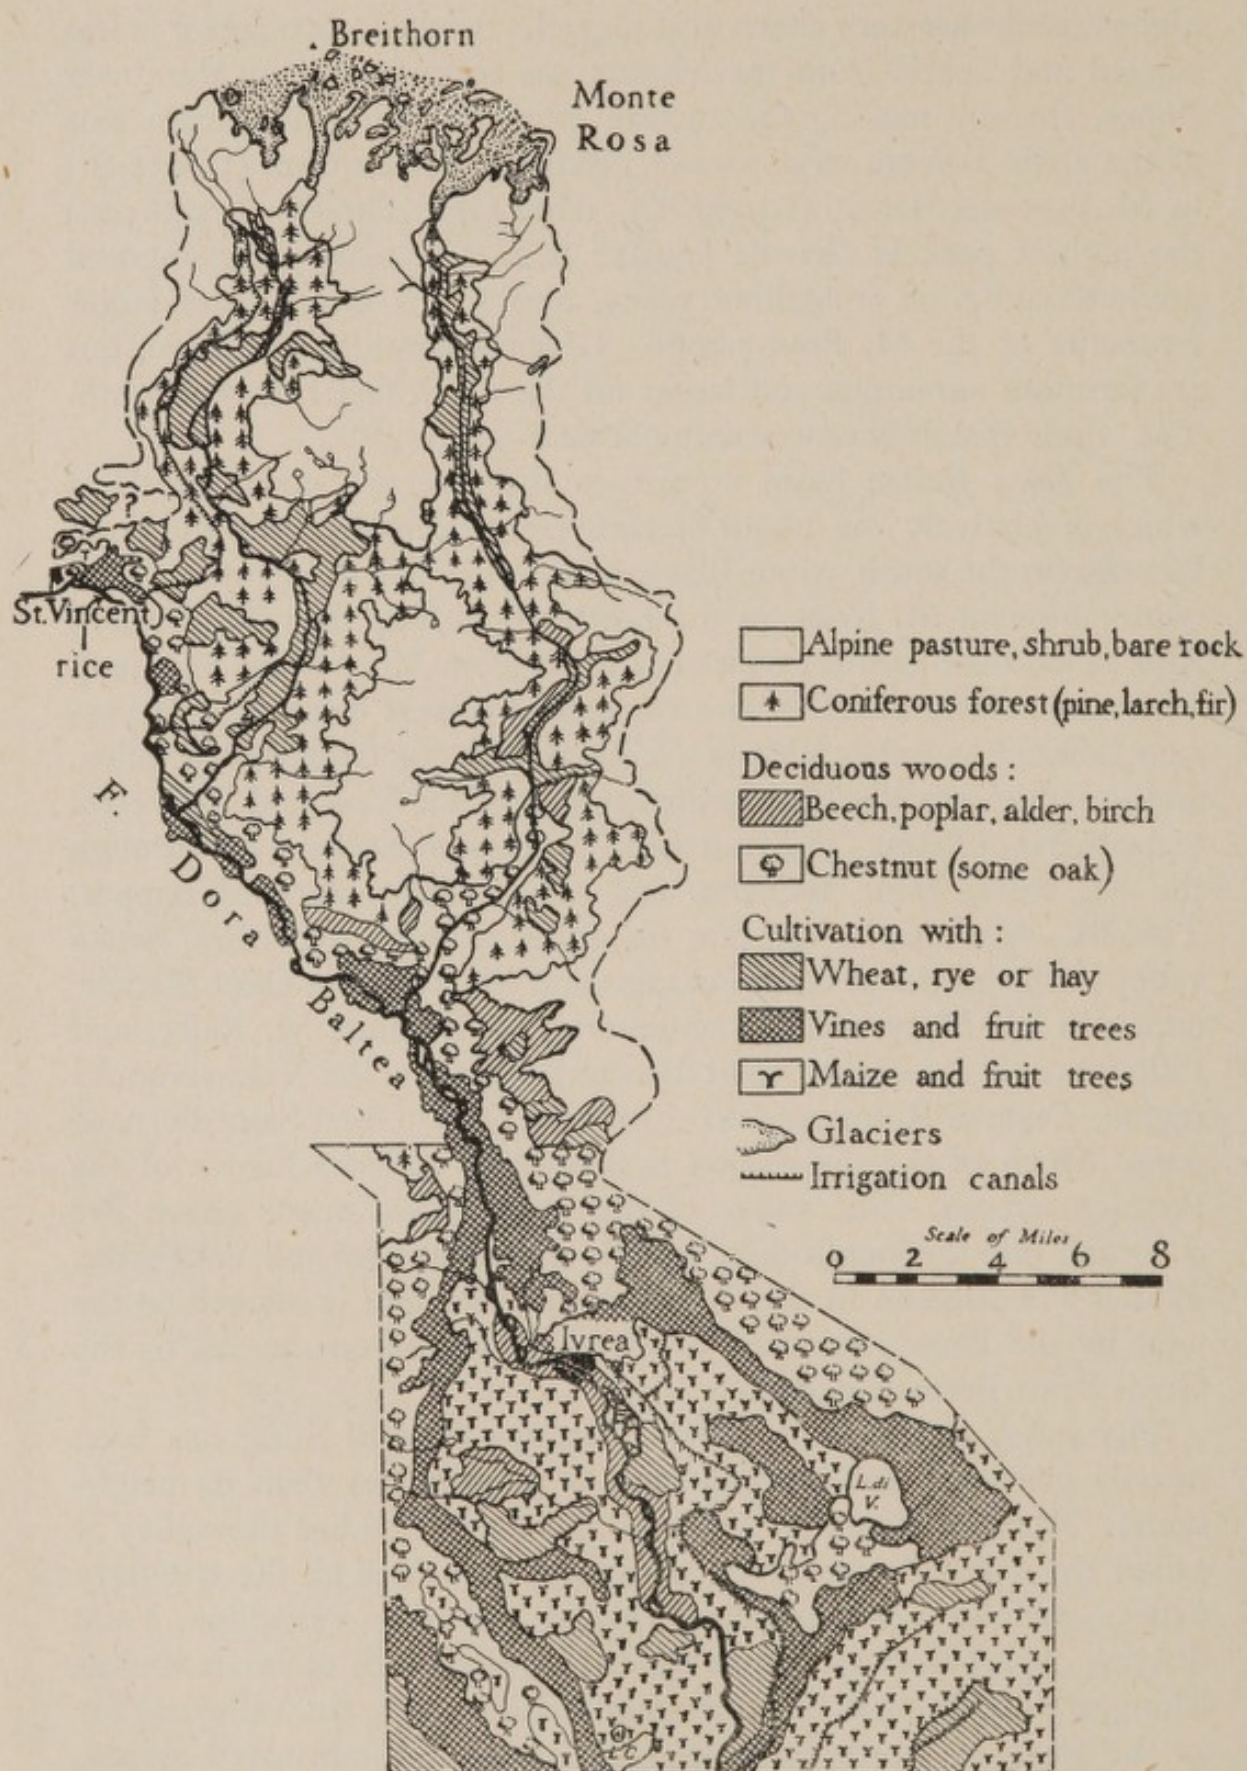 Breithorn
Monte
Rosa
?
St.Vincent
rice
F. Dora Baltea
Alpine pasture, shrub, bare rock
Coniferous forest (pine, larch, fir)
Deciduous woods :
Beech, poplar, alder, birch
Chestnut (some oak)
Cultivation with :
Wheat, rye or hay
Vines and fruit trees
Maize and fruit trees
Glaciers
Irrigation canals
Scale of Miles
0 2 4 6 8
Ivrea
L. di
V.